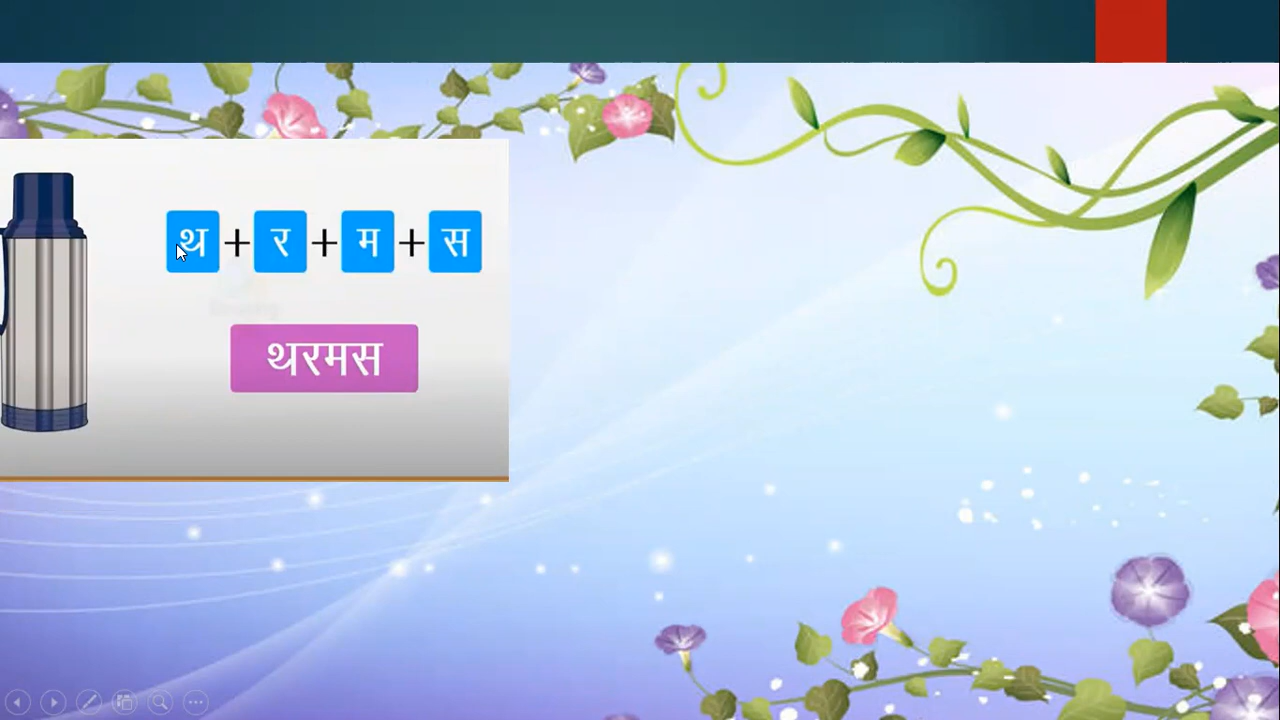 थ + र + म + स
थरमस